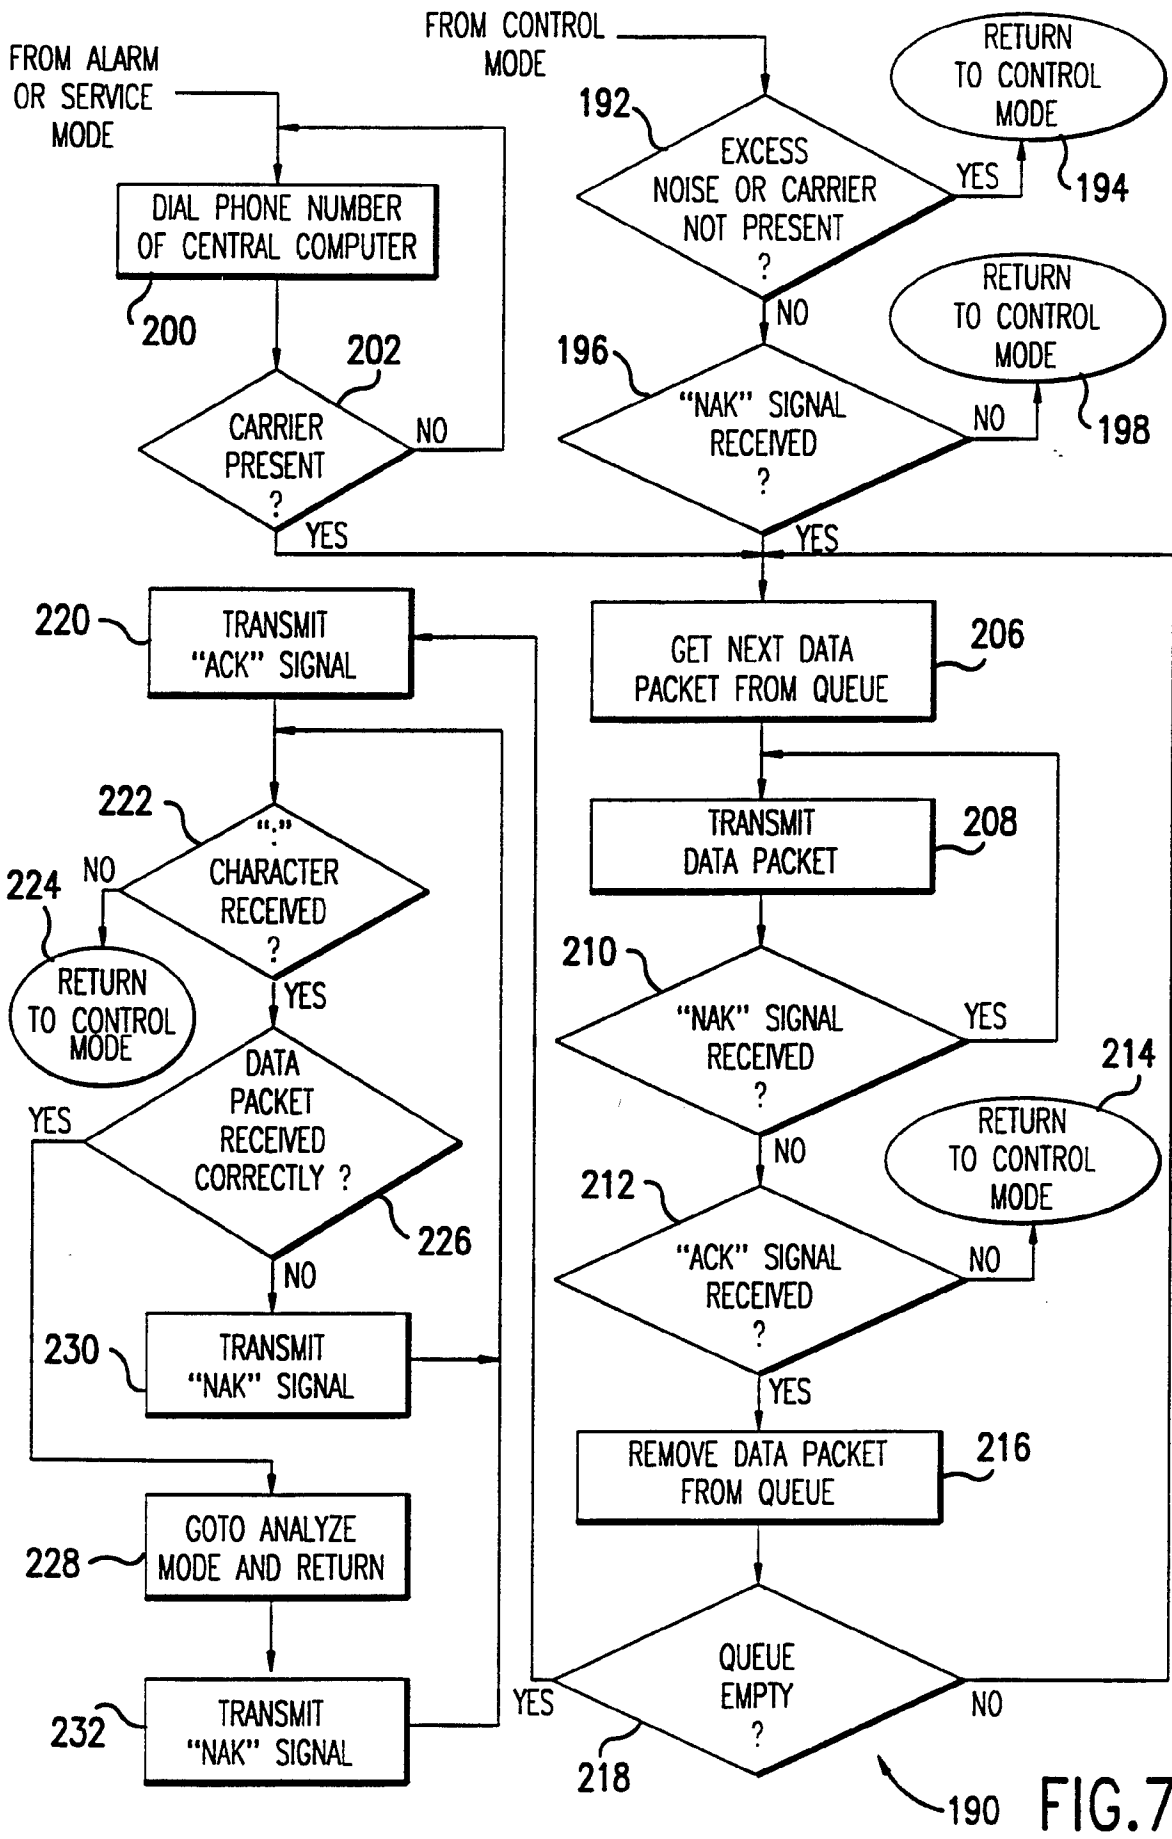 FROM ALARM
OR SERVICE
MODE
FROM CONTROL
MODE
RETURN
TO CONTROL
MODE
194
192
EXCESS
NOISE OR CARRIER
NOT PRESENT
?
YES
NO
DIAL PHONE NUMBER
OF CENTRAL COMPUTER
200
202
CARRIER
PRESENT
?
NO
YES
196
"NAK" SIGNAL
RECEIVED
?
NO
YES
RETURN
TO CONTROL
MODE
198
220
TRANSMIT
"ACK" SIGNAL
GET NEXT DATA
PACKET FROM QUEUE
206
222
":"
CHARACTER
RECEIVED
?
NO
YES
224
RETURN
TO CONTROL
MODE
TRANSMIT
DATA PACKET
208
210
"NAK" SIGNAL
RECEIVED
?
YES
NO
DATA
PACKET
RECEIVED
CORRECTLY ?
YES
226
NO
212
"ACK" SIGNAL
RECEIVED
?
NO
YES
214
RETURN
TO CONTROL
MODE
230
TRANSMIT
"NAK" SIGNAL
REMOVE DATA PACKET
FROM QUEUE
216
228
GOTO ANALYZE
MODE AND RETURN
232
TRANSMIT
"NAK" SIGNAL
QUEUE
EMPTY
?
YES
NO
218
190
FIG.7